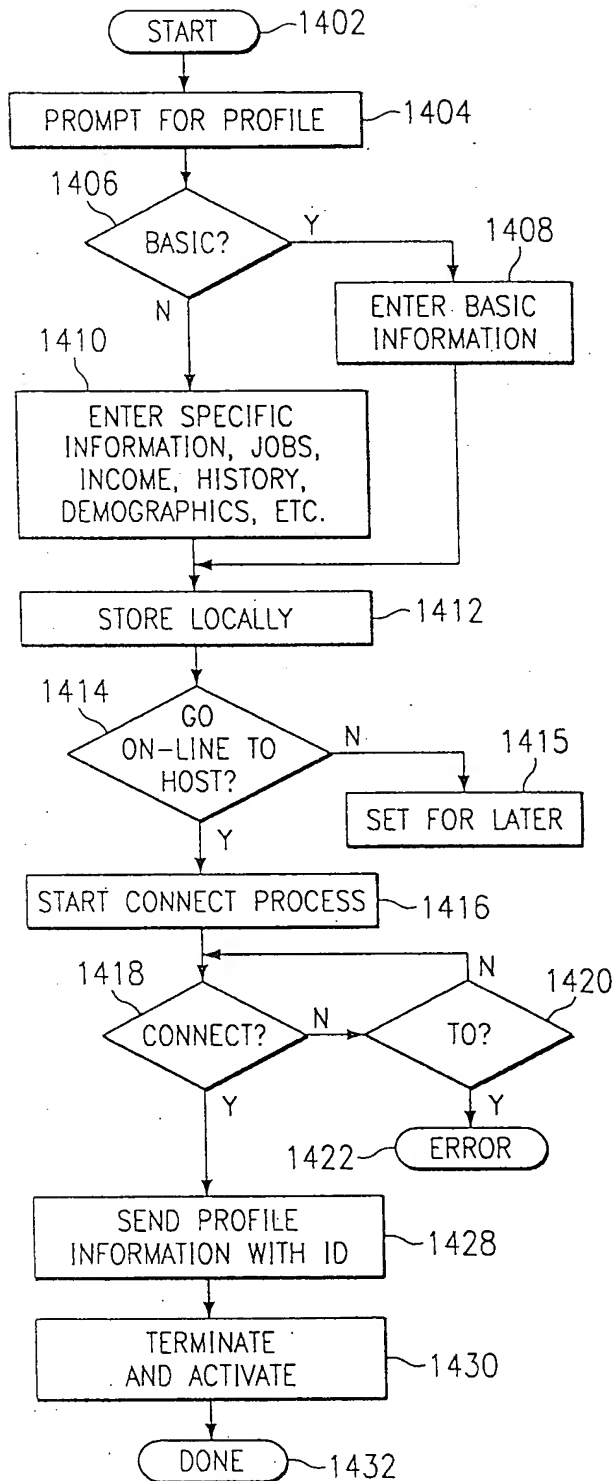 START
1402
PROMPT FOR PROFILE
1404
1406
BASIC?
Y
N
1408
ENTER BASIC
INFORMATION
1410
ENTER SPECIFIC
INFORMATION, JOBS,
INCOME, HISTORY,
DEMOGRAPHICS, ETC.
STORE LOCALLY
1412
1414
GO
ON-LINE TO
HOST?
N
Y
1415
SET FOR LATER
START CONNECT PROCESS
1416
1418
CONNECT?
N
Y
N
1420
TO?
Y
1422
ERROR
SEND PROFILE
INFORMATION WITH ID
1428
TERMINATE
AND ACTIVATE
1430
DONE
1432